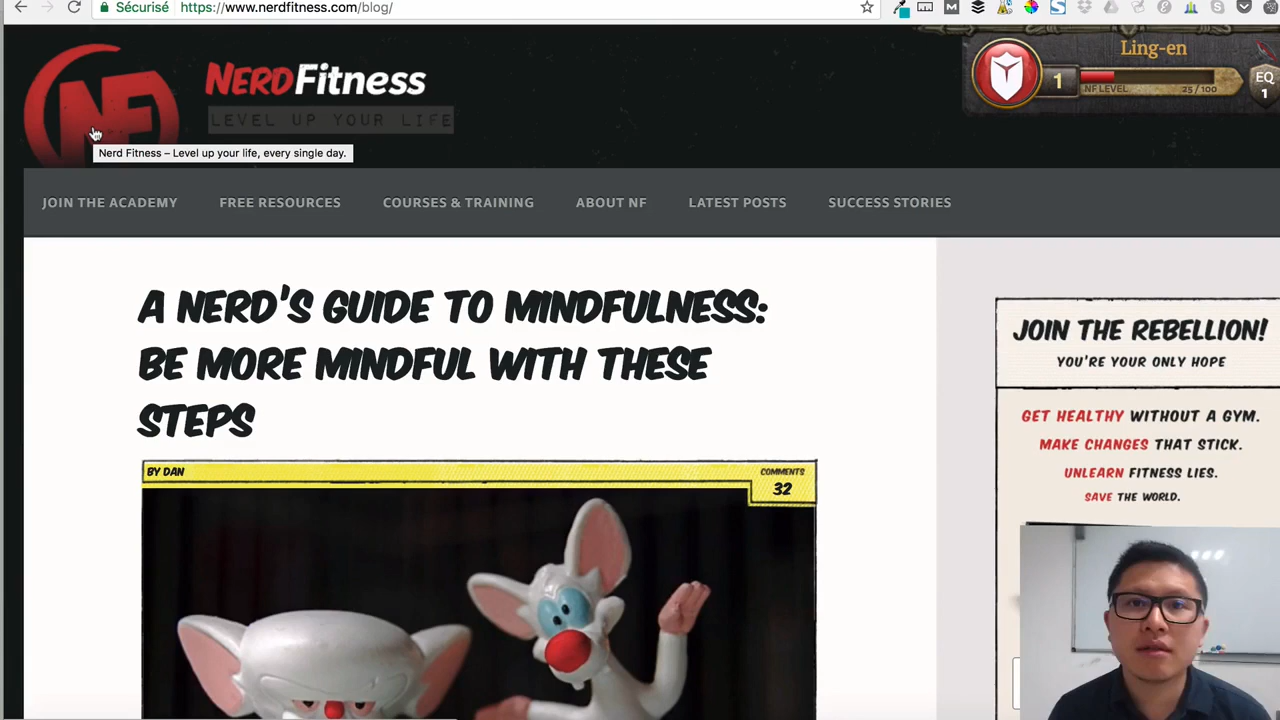 Sécurisé https://www.nerdfitness.com/blog/
NERDFitness
LEVEL UP YOUR LIFE
Ling-en
1
NF LEVEL 25 / 100
EQ
1
NF
Nerd Fitness – Level up your life, every single day.
JOIN THE ACADEMY FREE RESOURCES COURSES & TRAINING ABOUT NF LATEST POSTS SUCCESS STORIES
A NERD'S GUIDE TO MINDFULNESS:
BE MORE MINDFUL WITH THESE
STEPS
BY DAN
COMMENTS
32
JOIN THE REBELLION!
YOU'RE YOUR ONLY HOPE
GET HEALTHY WITHOUT A GYM.
MAKE CHANGES THAT STICK.
UNLEARN FITNESS LIES.
SAVE THE WORLD.